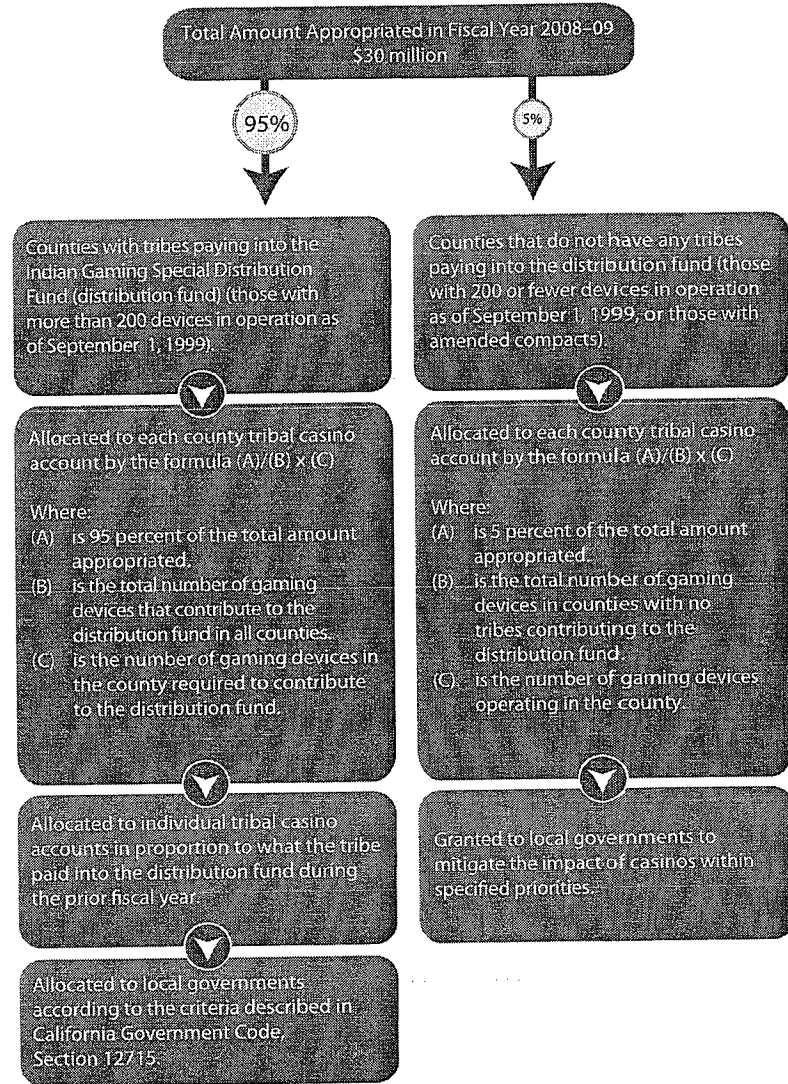 Total Amount Appropriated in Fiscal Year 2008–09
$30 million
95%
5%
Counties with tribes paying into the
Indian Gaming Special Distribution
Fund (distribution fund) (those with
more than 200 devices in operation as
of September 1, 1999).
Allocated to each county tribal casino
account by the formula (A)/(B) x (C)
Where:
(A) is 95 percent of the total amount
appropriated.
(B) is the total number of gaming
devices that contribute to the
distribution fund in all counties.
(C) is the number of gaming devices in
the county required to contribute
to the distribution fund.
Allocated to individual tribal casino
accounts in proportion to what the tribe
paid into the distribution fund during
the prior fiscal year.
Allocated to local governments
according to the criteria described in
California Government Code,
Section 12715.
Counties that do not have any tribes
paying into the distribution fund (those
with 200 or fewer devices in operation
as of September 1, 1999, or those with
amended compacts).
Allocated to each county tribal casino
account by the formula (A)/(B) x (C)
Where:
(A) is 5 percent of the total amount
appropriated.
(B) is the total number of gaming
devices in counties with no
tribes contributing to the
distribution fund.
(C) is the number of gaming devices
operating in the county.
Granted to local governments to
mitigate the impact of casinos within
specified priorities.